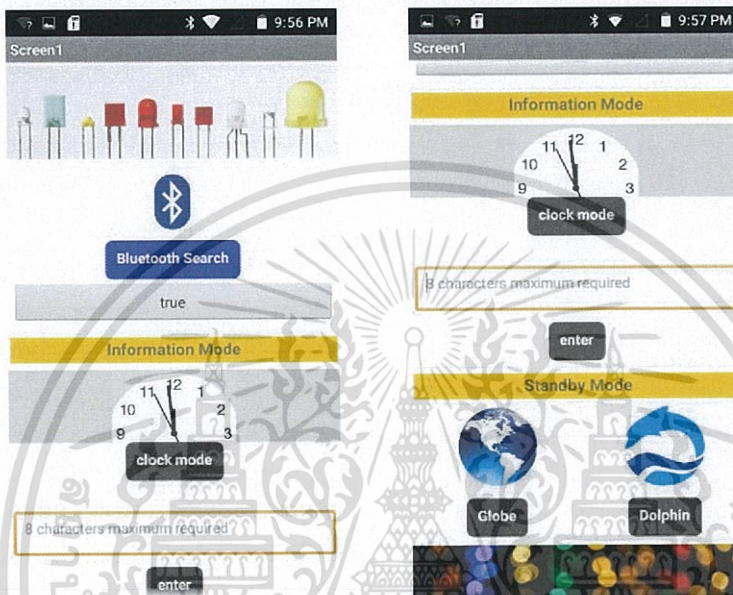 9:56 PM
Screen1
Bluetooth Search
true
Information Mode
11 12 1
10 2
9 3
clock mode
8 characters maximum required
enter
9:57 PM
Screen1
Information Mode
11 12 1
10 2
9 3
clock mode
8 characters maximum required
enter
Standby Mode
Globe
Dolphin